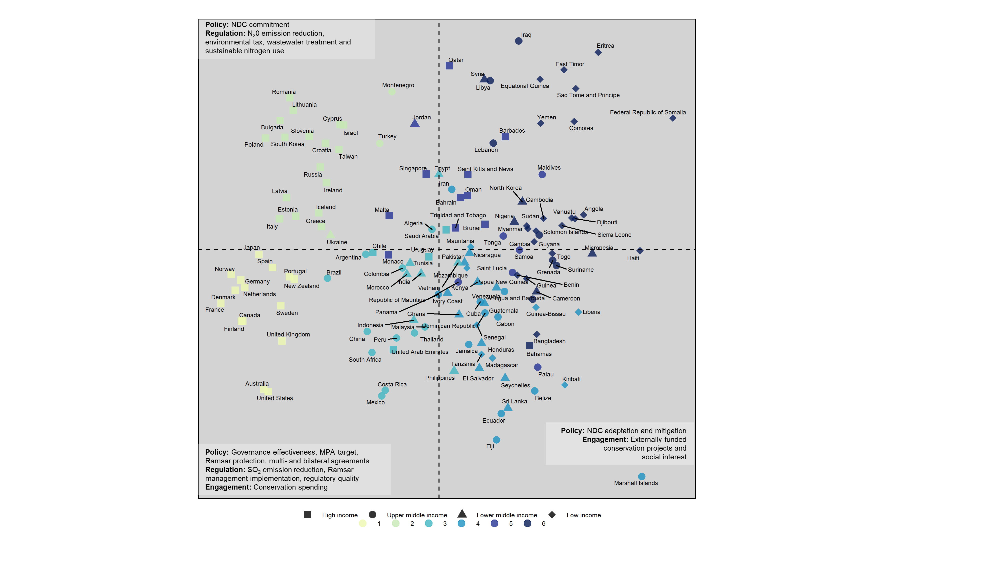 Policy: NDC commitment
Regulation: N₂0 emission reduction,
environmental tax, wastewater treatment and
sustainable nitrogen use
Iraq
Eritrea
Qatar
East Timor
Syria
Libya
Equatorial Guinea
Montenegro
Sao Tome and Principe
Romania
Lithuania
Federal Republic of Somalia
Cyprus
Jordan
Yemen
Bulgaria
Slovenia
Israel
Comores
Barbados
Turkey
Poland
South Korea
Croatia
Lebanon
Taiwan
Singapore
Egypt
Saint Kitts and Nevis
Maldives
Russia
Iran
North Korea
Latvia
Ireland
Oman
Bahrain
Cambodia
Estonia
Iceland
Malta
Trinidad and Tobago
Nigeria
Sudan
Vanuatu
Angola
Italy
Greece
Algeria
Brunei
Myanmar
Djibouti
Saudi Arabia
Solomon Islands
Sierra Leone
Ukraine
Mauritania
Tonga
Gambia
Guyana
Japan
Chile
Uruguay
Micronesia
Argentina
Pakistan
Nicaragua
Samoa
Togo
Haiti
Spain
Monaco
Tunisia
Norway
Portugal
Brazil
Colombia
Saint Lucia
Grenada
Suriname
Germany
India
Mozambique
Papua New Guinea
New Zealand
Morocco
Vietnam
Kenya
Guinea
Benin
Netherlands
Denmark
Republic of Mauritius
Ivory Coast
Venezuela
Antigua and Barbuda
Cameroon
France
Sweden
Panama
Ghana
Cuba
Guatemala
Guinea-Bissau
Liberia
Canada
Finland
Indonesia
Malaysia
Dominican Republic
Gabon
United Kingdom
China
Peru
Thailand
Senegal
Bangladesh
South Africa
United Arab Emirates
Jamaica
Honduras
Bahamas
Tanzania
Madagascar
Philippines
El Salvador
Palau
Australia
Costa Rica
Seychelles
Kiribati
United States
Mexico
Belize
Sri Lanka
Ecuador
Fiji
Policy: NDC adaptation and mitigation
Engagement: Externally funded
conservation projects and
social interest
Policy: Governance effectiveness, MPA target,
Ramsar protection, multi- and bilateral agreements
Regulation: SO₂ emission reduction, Ramsar
management implementation, regulatory quality
Engagement: Conservation spending
Marshall Islands
High income Upper middle income Lower middle income Low income
1 2 3 4 5 6